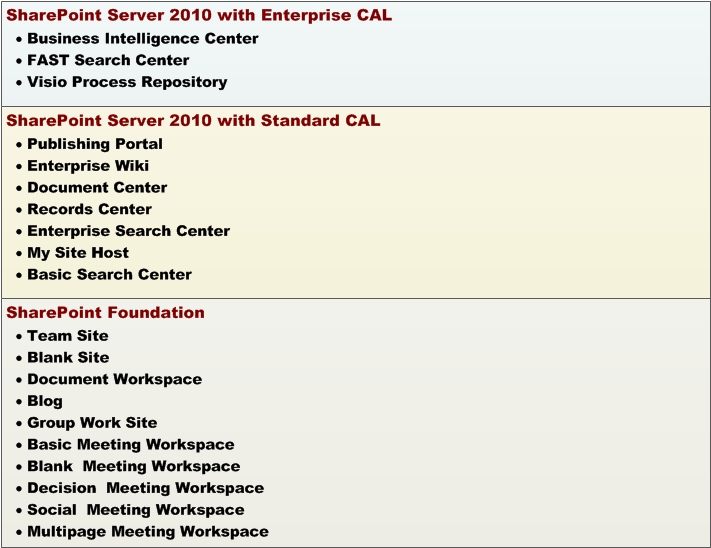 SharePoint Server 2010 with Enterprise CAL
• Business Intelligence Center
• FAST Search Center
• Visio Process Repository
SharePoint Server 2010 with Standard CAL
• Publishing Portal
• Enterprise Wiki
• Document Center
• Records Center
• Enterprise Search Center
• My Site Host
• Basic Search Center
SharePoint Foundation
• Team Site
• Blank Site
• Document Workspace
• Blog
• Group Work Site
• Basic Meeting Workspace
• Blank  Meeting Workspace
• Decision  Meeting Workspace
• Social  Meeting Workspace
• Multipage Meeting Workspace